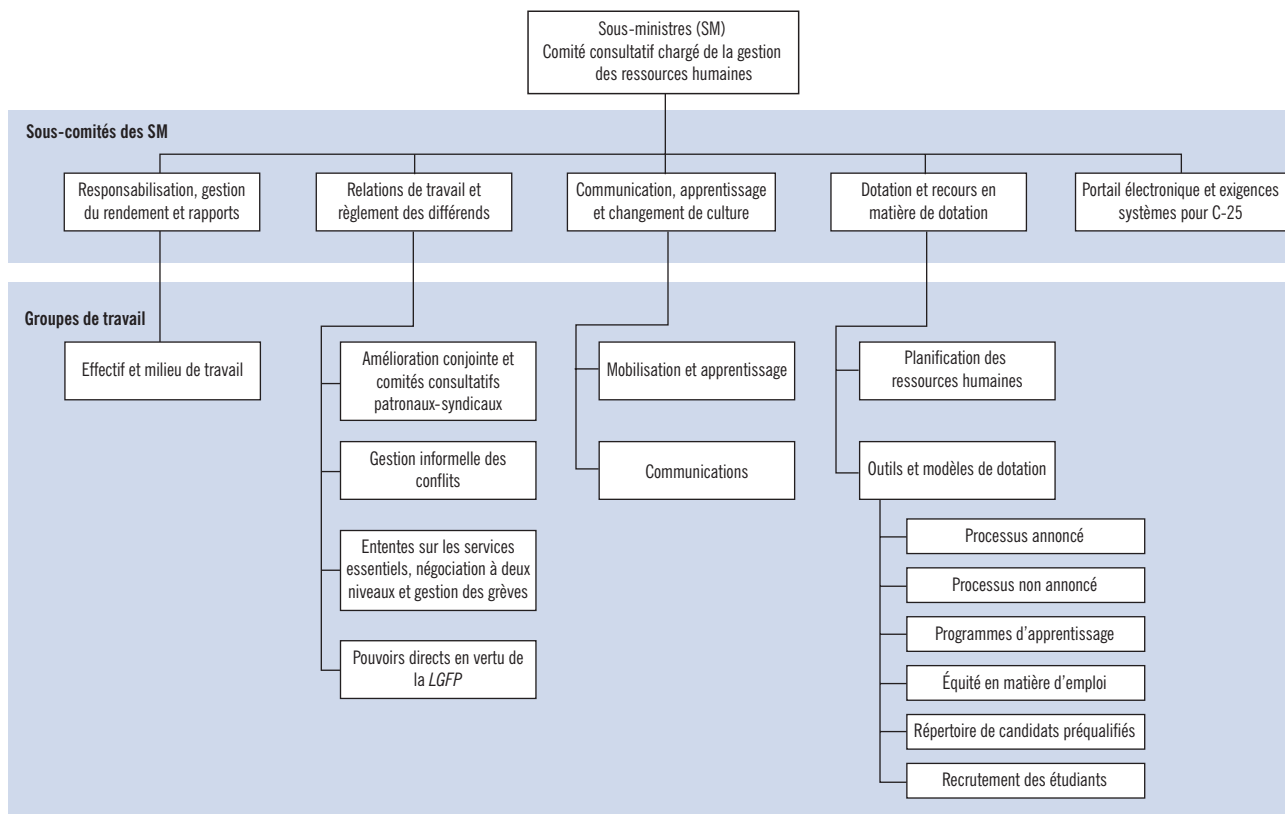 Sous-ministres (SM)
Comité consultatif chargé de la gestion
des ressources humaines
Sous-comités des SM
Responsabilisation, gestion
du rendement et rapports
Relations de travail et
règlement des différends
Communication, apprentissage
et changement de culture
Dotation et recours en
matière de dotation
Portail électronique et exigences
systèmes pour C-25
Groupes de travail
Effectif et milieu de travail
Amélioration conjointe et
comités consultatifs
patronaux-syndicaux
Gestion informelle des
conflits
Ententes sur les services
essentiels, négociation à deux
niveaux et gestion des grèves
Pouvoirs directs en vertu de
la LGFP
Mobilisation et apprentissage
Communications
Planification des
ressources humaines
Outils et modèles de dotation
Processus annoncé
Processus non annoncé
Programmes d'apprentissage
Équité en matière d'emploi
Répertoire de candidats préqualifiés
Recrutement des étudiants